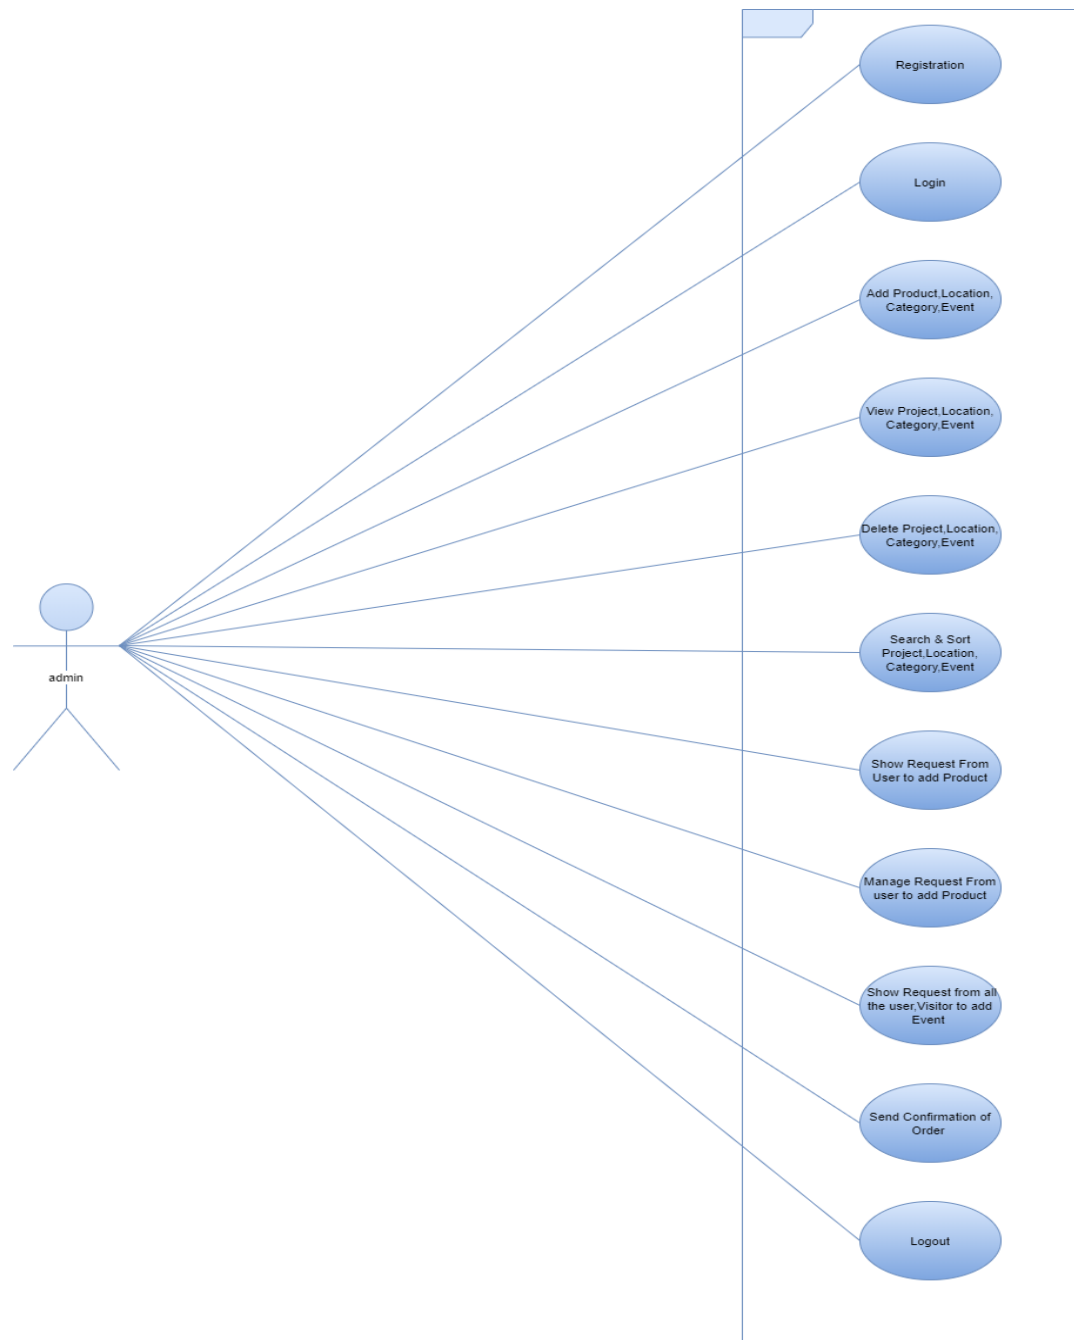 Registration
Login
Add Product,Location,
Category,Event
View Project,Location,
Category,Event
Delete Project,Location,
Category,Event
Search & Sort
Project,Location,
Category,Event
admin
Show Request From
User to add Product
Manage Request From
user to add Product
Show Request from all
the user,Visitor to add
Event
Send Confirmation of
Order
Logout